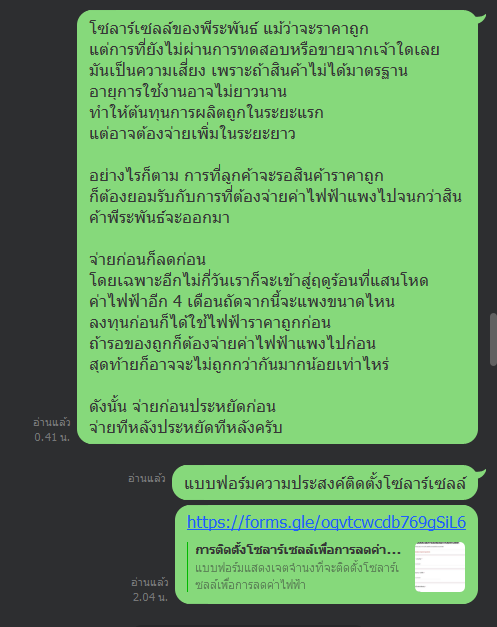 โซล่าร์เซลล์ของพีระพันธ์ แม้ว่าจะราคาถูก
แต่การที่ยังไม่ผ่านการทดสอบหรือขายจากเจ้าใดเลย
มันเป็นความเสี่ยง เพราะถ้าสินค้าไม่ได้มาตรฐาน
อายุการใช้งานอาจไม่ยาวนาน
ทำให้ต้นทุนการผลิตถูกในระยะแรก
แต่อาจต้องจ่ายเพิ่มในระยะยาว
อย่างไรก็ตาม การที่ลูกค้าจะรอสินค้าราคาถูก
ก็ต้องยอมรับกับการที่ต้องจ่ายค่าไฟฟ้าแพงไปจนกว่าสิน
ค้าพีระพันธ์จะออกมา
จ่ายก่อนก็ลดก่อน
โดยเฉพาะอีกไม่กี่วันเราก็จะเข้าสู่ฤดูร้อนที่แสนโหด
ค่าไฟฟ้าอีก 4 เดือนถัดจากนี้จะแพงขนาดไหน
ลงทุนก่อนก็ได้ใช้ไฟฟ้าราคาถูกก่อน
ถ้ารอของถูกก็ต้องจ่ายค่าไฟฟ้าแพงไปก่อน
สุดท้ายก็อาจจะไม่ถูกกว่ากันมากน้อยเท่าไหร่
ดังนั้น จ่ายก่อนประหยัดก่อน
จ่ายทีหลังประหยัดทีหลังครับ
อ่านแล้ว
0.41 น.
อ่านแล้ว
แบบฟอร์มความประสงค์ติดตั้งโซลาร์เซลล์
https://forms.gle/oqvtcwcdb769gSiL6
การติดตั้งโซลาร์เซลล์เพื่อการลดค่า...
แบบฟอร์มแสดงเจตจำนงที่จะติดตั้งโซลาร์เ
ซลล์เพื่อการลดค่าไฟฟ้า
อ่านแล้ว
2.04 น.